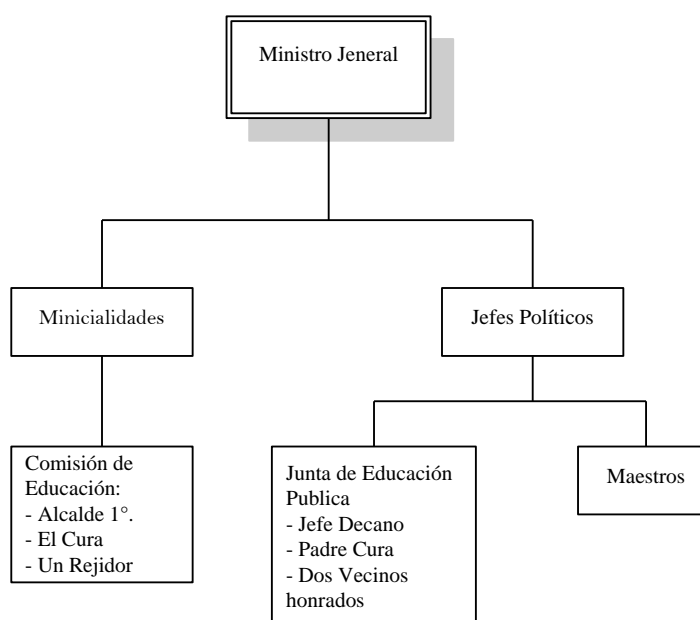 Ministro Jeneral
Minicialidades
Jefes Políticos
Comisión de
Educación:
- Alcalde 1°.
- El Cura
- Un Rejidor
Junta de Educación
Publica
- Jefe Decano
- Padre Cura
- Dos Vecinos
honrados
Maestros